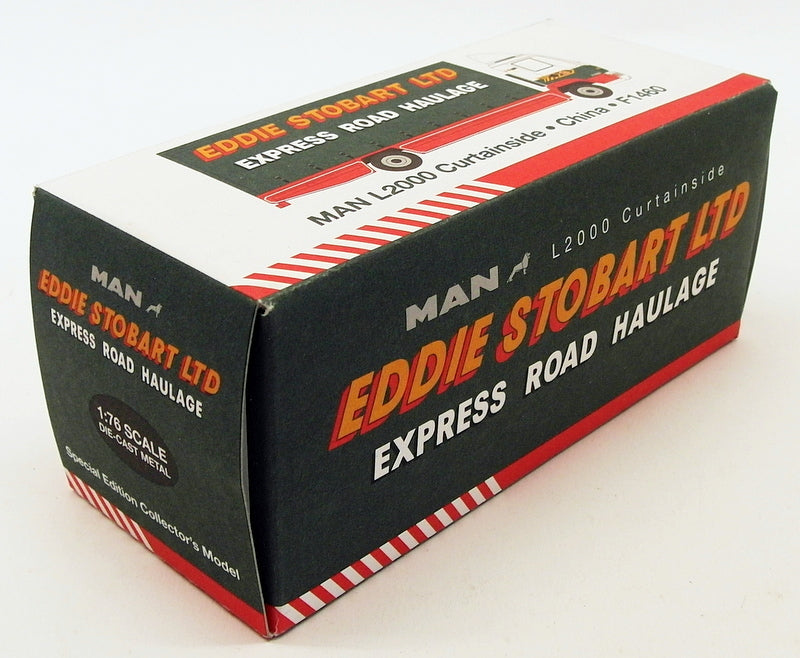 EDDIE STOBART LTD
EXPRESS ROAD HAULAGE
MAN L2000 Curtainside • China • F1460
MAN
L2000 Curtainside
EDDIE STOBART LTD
EXPRESS ROAD HAULAGE
MAN
EDDIE STOBART LTD
EXPRESS ROAD HAULAGE
1:76 SCALE
DIE-CAST METAL
Special Edition Collector's Model